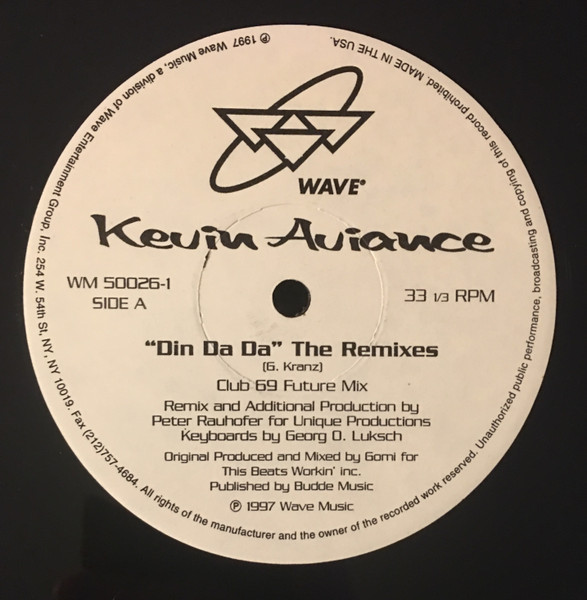 WAVE®
Kevin Aviance
WM 50026-1
SIDE A
33 1/3 RPM
"Din Da Da" The Remixes
(G. Kranz)
Club 69 Future Mix
Remix and Additional Production by
Peter Rauhofer for Unique Productions
Keyboards by Georg O. Luksch
Original Produced and Mixed by Gomi for
This Beats Workin' inc.
Published by Budde Music
℗ 1997 Wave Music
℗ 1997 Wave Music, a division of Wave Entertainment Group, Inc. 254 W. 54th St, NY, NY 10019. Fax (212)757-4684. All rights of the manufacturer and the owner of the recorded work reserved. Unauthorized public performance, broadcasting and copying of this record prohibited. MADE IN THE USA.